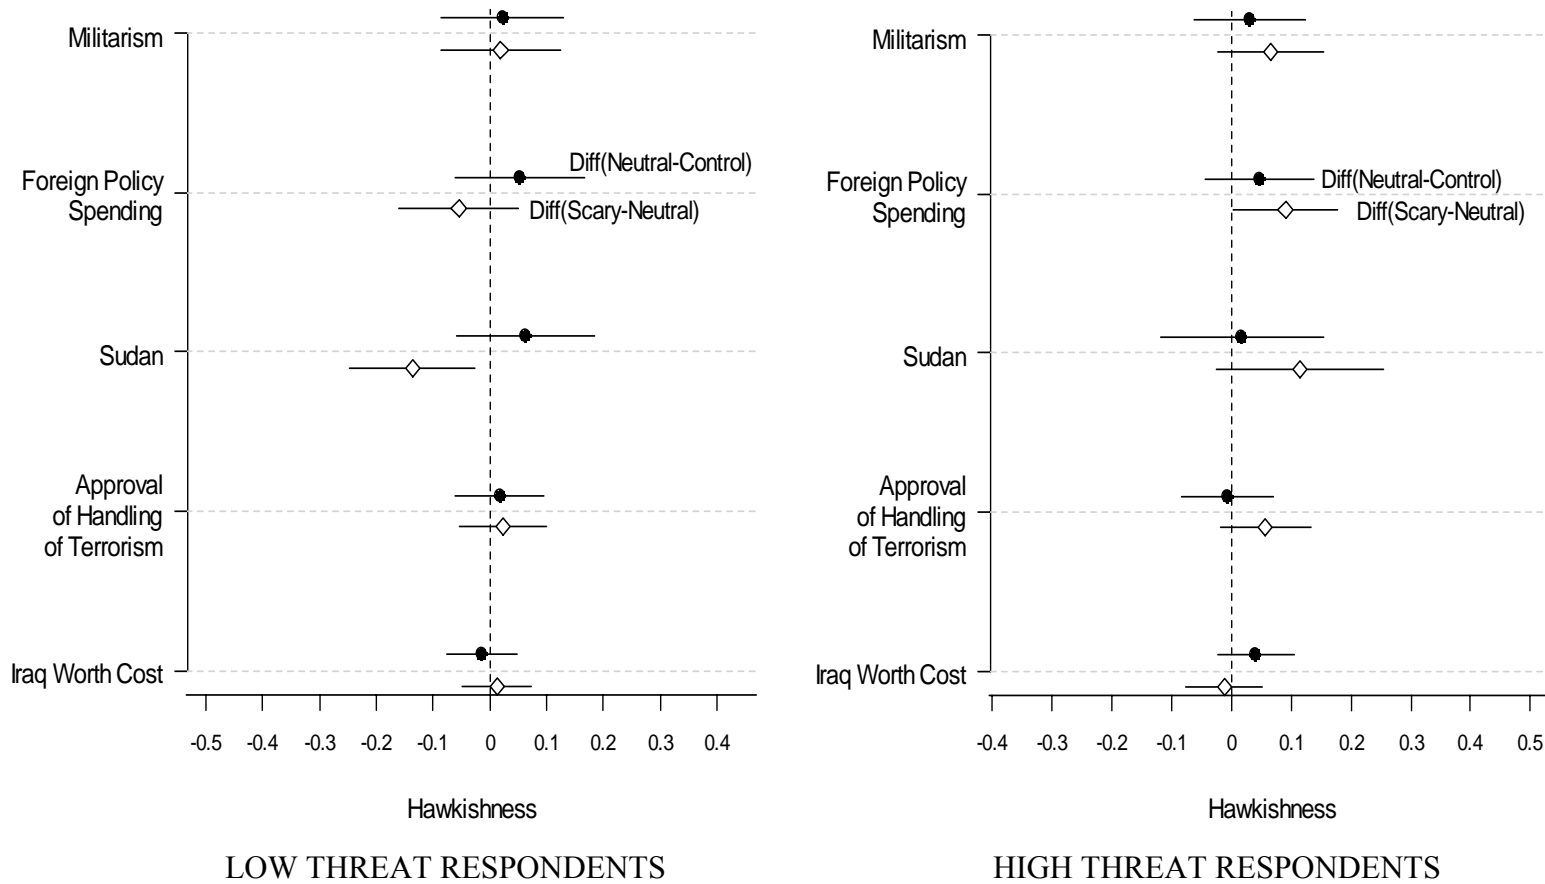 Militarism
Diff(Neutral-Control)
Foreign Policy
Spending
Diff(Scary-Neutral)
Sudan
Approval
of Handling
of Terrorism
Iraq Worth Cost
-0.5 -0.4 -0.3 -0.2 -0.1 0 0.1 0.2 0.3 0.4
Hawkishness
LOW THREAT RESPONDENTS
Militarism
Foreign Policy
Spending
Diff(Neutral-Control)
Diff(Scary-Neutral)
Sudan
Approval
of Handling
of Terrorism
Iraq Worth Cost
-0.4 -0.3 -0.2 -0.1 0 0.1 0.2 0.3 0.4 0.5
Hawkishness
HIGH THREAT RESPONDENTS